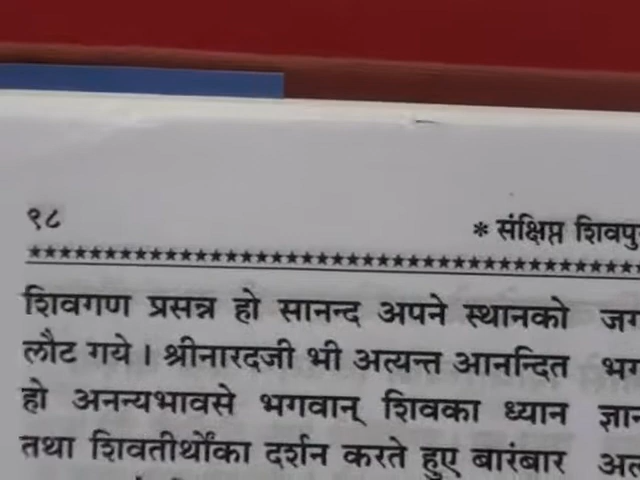 ९८
* संक्षिप्त
शिवगण प्रसन्न हो सानन्द अपने स्थानको
लौट गये । श्रीनारदजी भी अत्यन्त आनन्दित
हो अनन्यभावसे भगवान् शिवका ध्यान
तथा शिवतीर्थोंका दर्शन करते हुए बारंबार